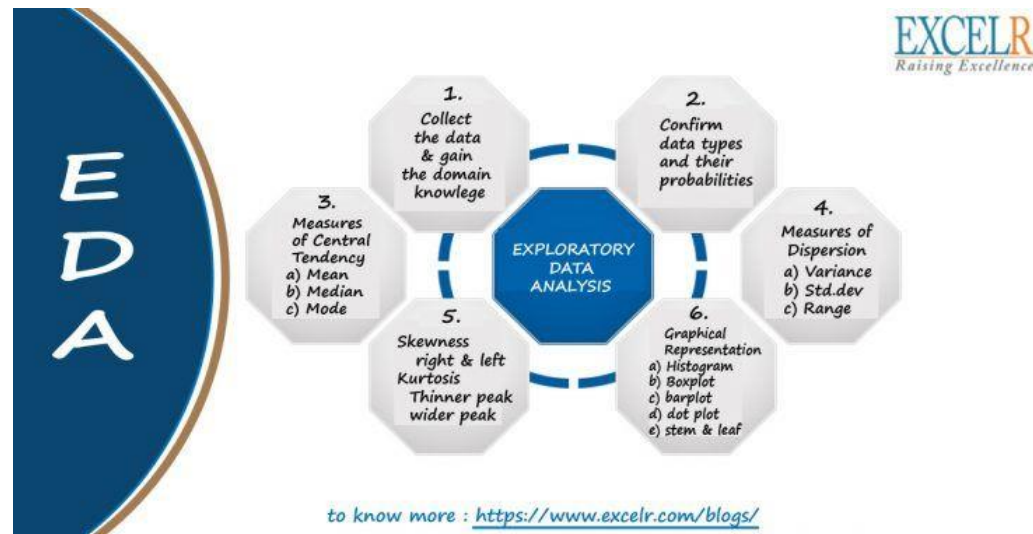 EXCELR
Raising Excellence
E
D
A
1.
Collect
the data
& gain
the domain
knowlege
2.
Confirm
data types
and their
probabilities
3.
Measures
of Central
Tendency
a) Mean
b) Median
c) Mode
EXPLORATORY
DATA
ANALYSIS
4.
Measures of
Dispersion
a) Variance
b) Std.dev
c) Range
5.
Skewness
right & left
Kurtosis
Thinner peak
wider peak
6.
Graphical
Representation
a) Histogram
b) Boxplot
c) barplot
d) dot plot
e) stem & leaf
to know more : https://www.excelr.com/blogs/